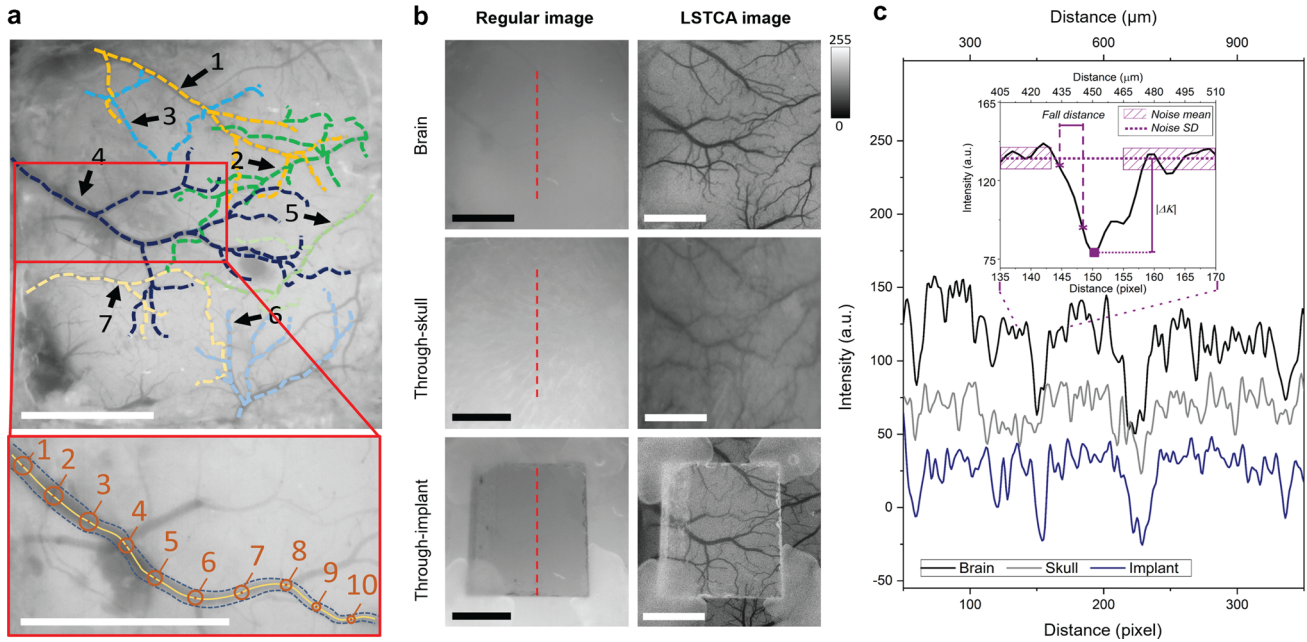 a
1
3
2
4
5
6
7
1
2
3
4
5
6
7
8
9
10
b
Regular image
LSTCA image
Brain
Through-skull
Through-implant
255
0
c
Distance (μm)
300
600
900
Distance (μm)
405
420
435
450
465
480
495
510
Intensity (a.u.)
165
120
75
Fall distance
Noise mean
Noise SD
|ΔK|
135
140
145
150
155
160
165
170
Distance (pixel)
Intensity (a.u.)
250
200
150
100
50
0
-50
Brain
Skull
Implant
100
200
300
Distance (pixel)